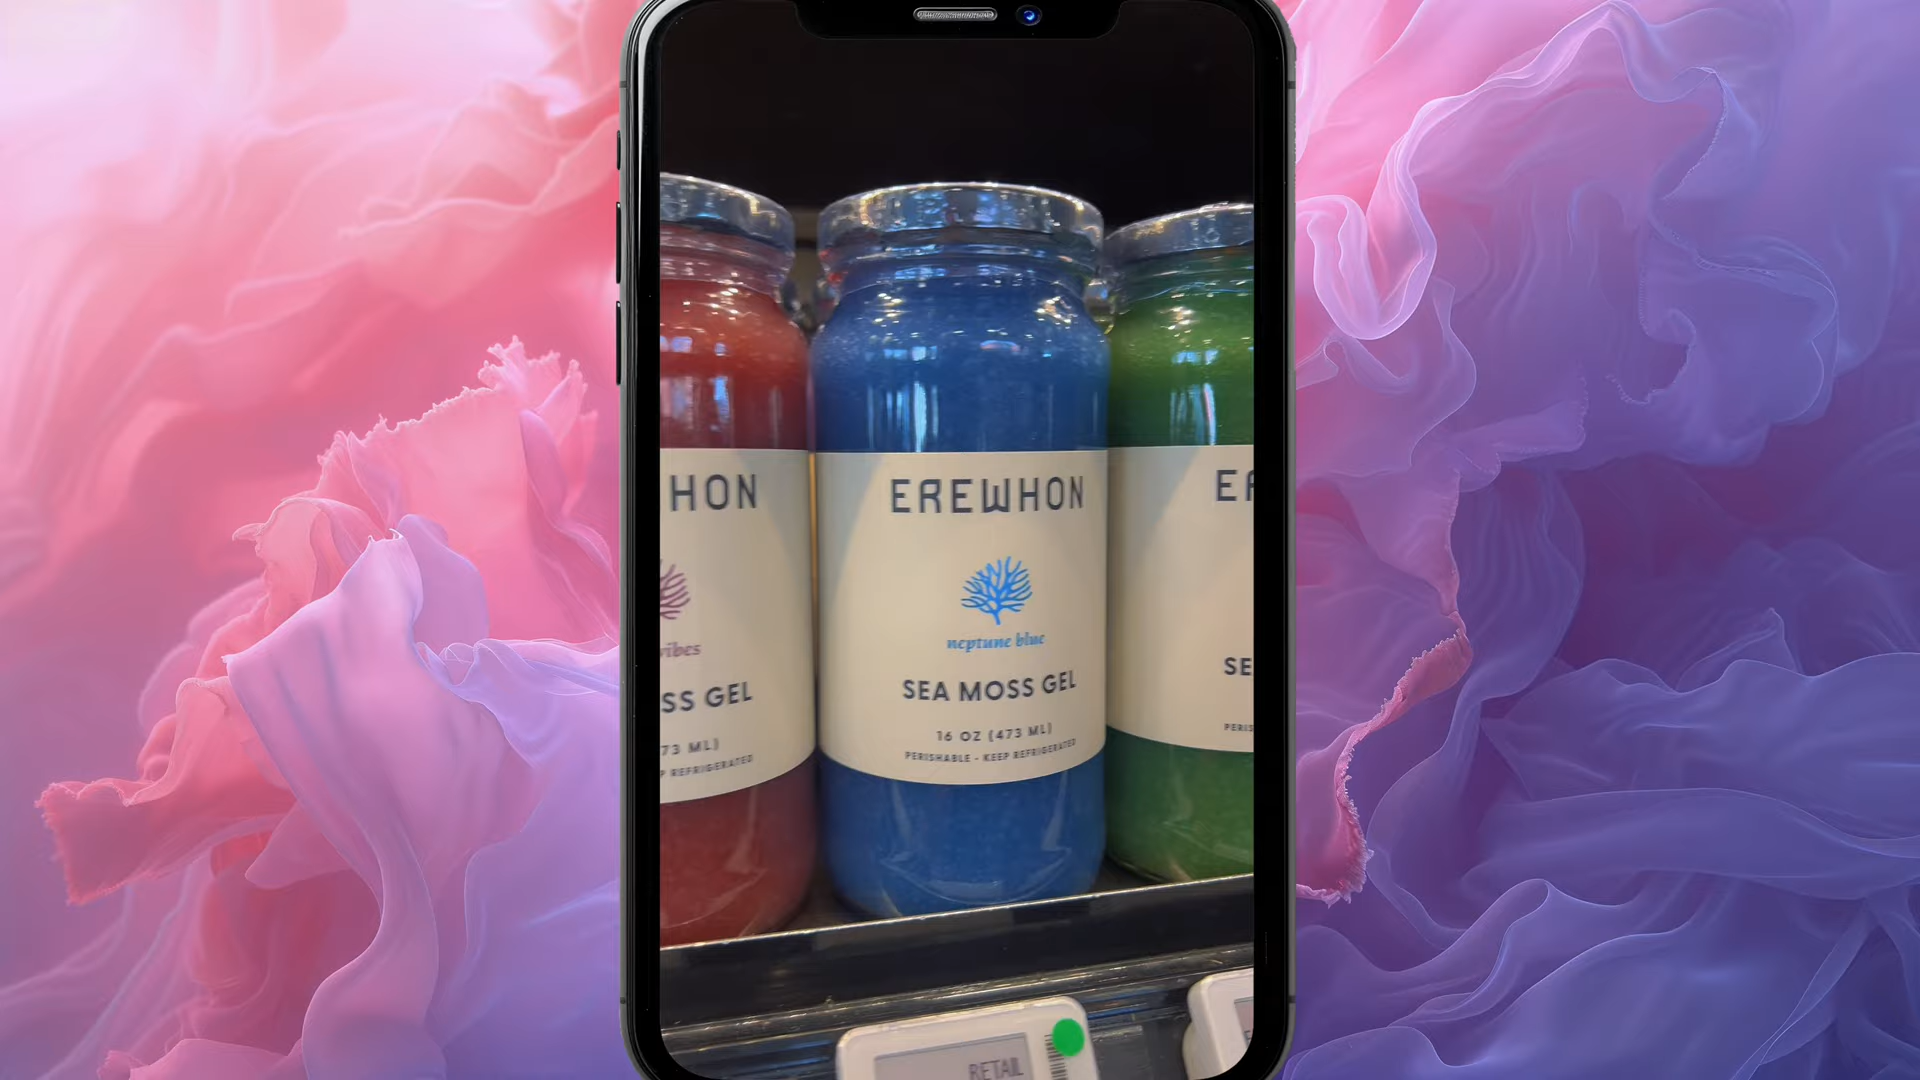 HON
vibes
SS GEL
73 ML)
P REFRIGERATED
EREWHON
neptune blue
SEA MOSS GEL
16 OZ (473 ML)
PERISHABLE - KEEP REFRIGERATED
SE
PERIS
RETAIL